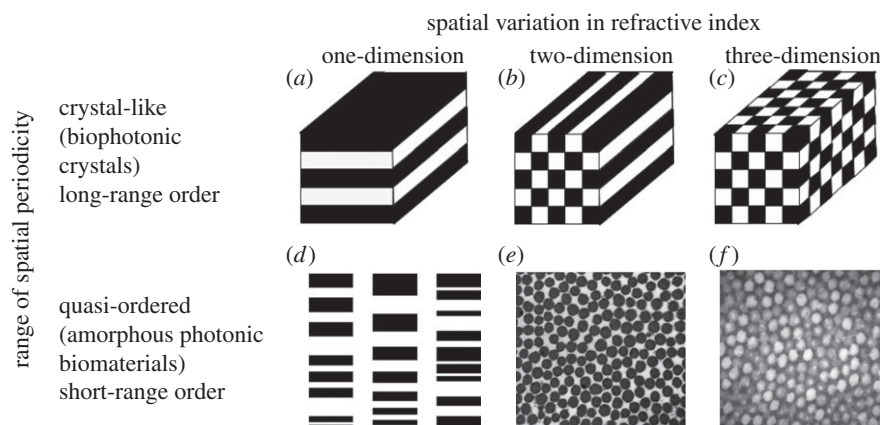 spatial variation in refractive index
one-dimension two-dimension three-dimension
(a) (b) (c)
range of spatial periodicity
crystal-like
(biophotonic
crystals)
long-range order
(d) (e) (f)
quasi-ordered
(amorphous photonic
biomaterials)
short-range order